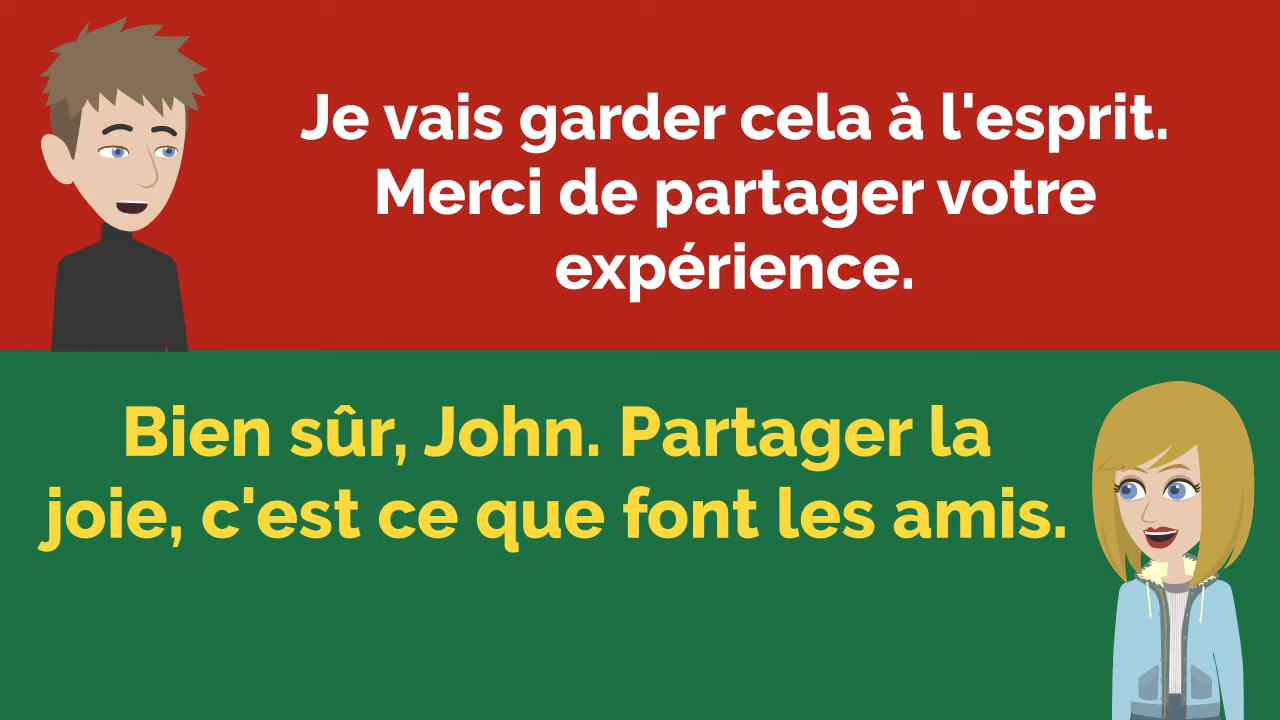 Je vais garder cela à l'esprit.
Merci de partager votre
expérience.
Bien sûr, John. Partager la
joie, c'est ce que font les amis.